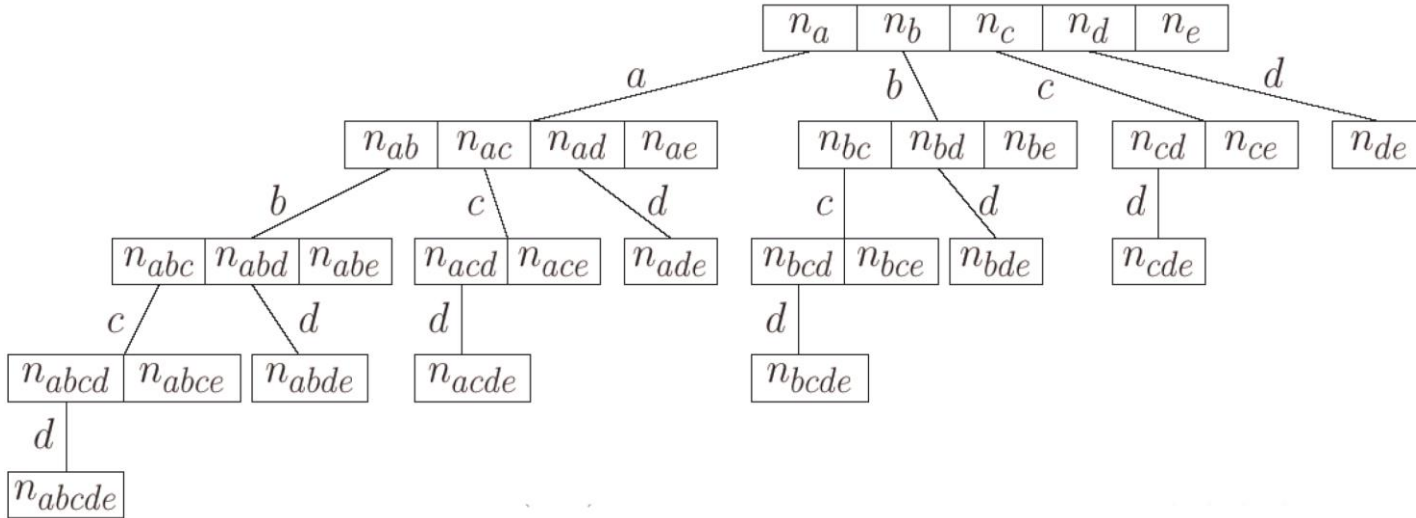 n_a n_b n_c n_d n_e
a b c d
n_ab n_ac n_ad n_ae n_bc n_bd n_be n_cd n_ce n_de
b c d c d d
n_abc n_abd n_abe n_acd n_ace n_ade n_bcd n_bce n_bde n_cde
c d d d
n_abcd n_abce n_abde n_acde n_bcde
d
n_abcde